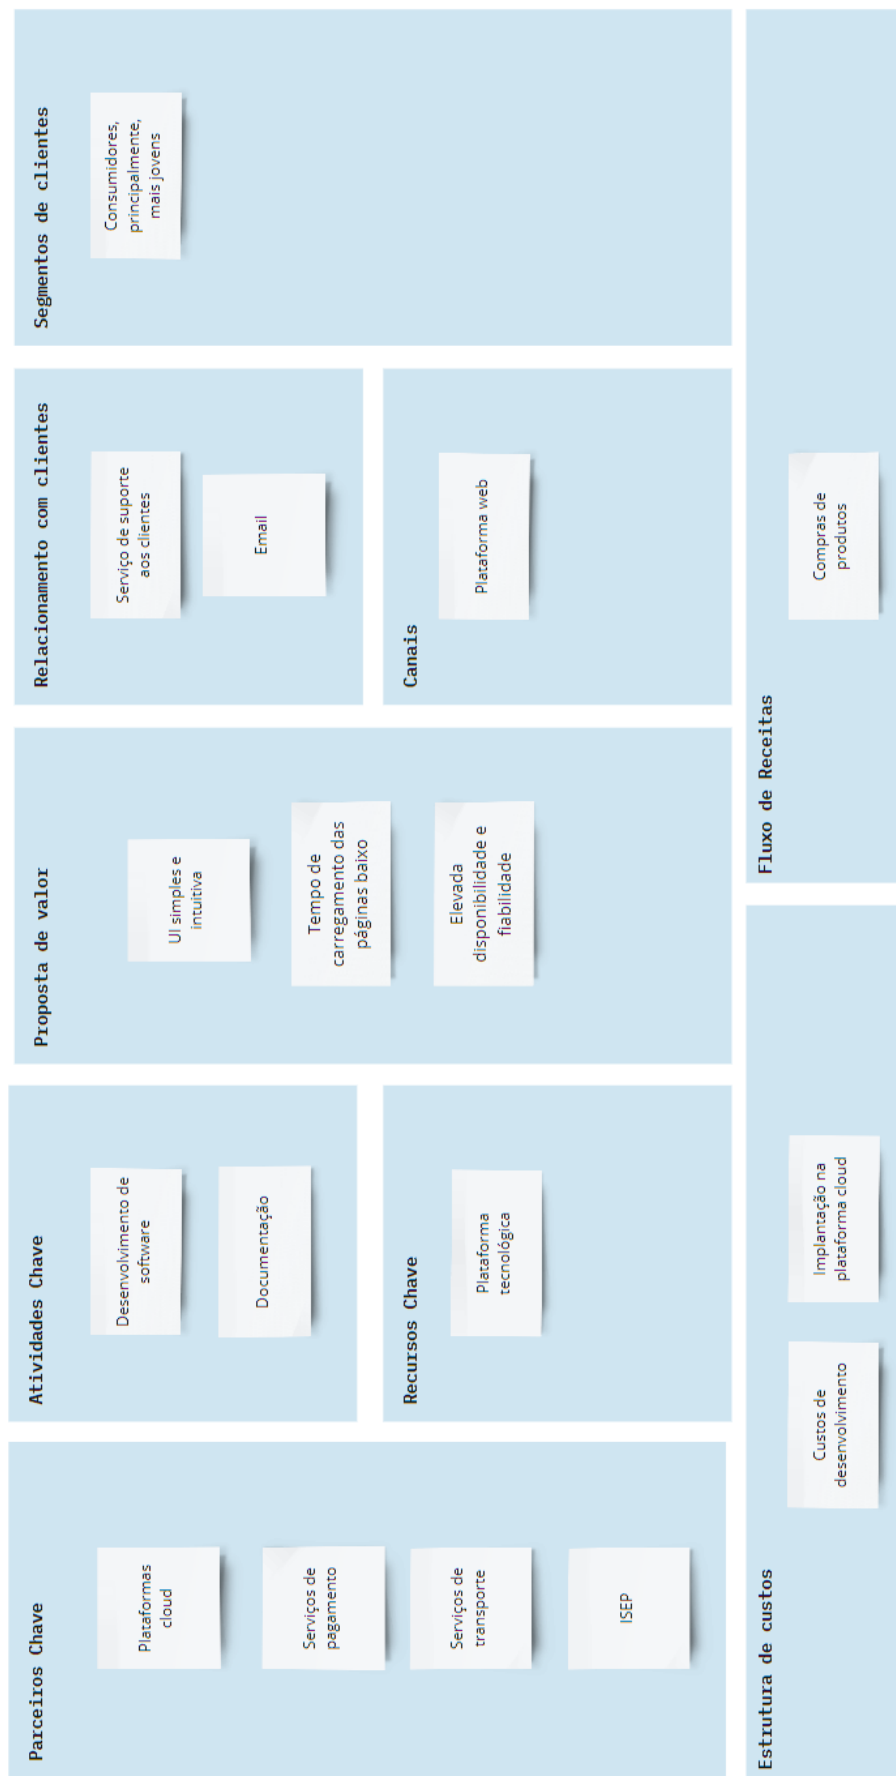 Parceiros Chave
Plataformas
cloud
Serviços de
pagamento
Serviços de
transporte
ISEP
Atividades Chave
Desenvolvimento de
software
Documentação
Recursos Chave
Plataforma
tecnológica
Proposta de valor
UI simples e
intuitiva
Tempo de
carregamento das
páginas baixo
Elevada
disponibilidade e
fiabilidade
Relacionamento com clientes
Serviço de suporte
aos clientes
Email
Canais
Plataforma web
Segmentos de clientes
Consumidores,
principalmente,
mais jovens
Estrutura de custos
Custos de
desenvolvimento
Implantação na
plataforma cloud
Fluxo de Receitas
Compras de
produtos